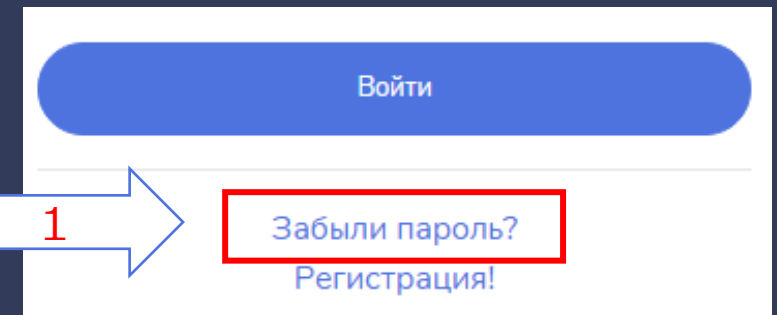 Войти
1
Забыли пароль?
Регистрация!